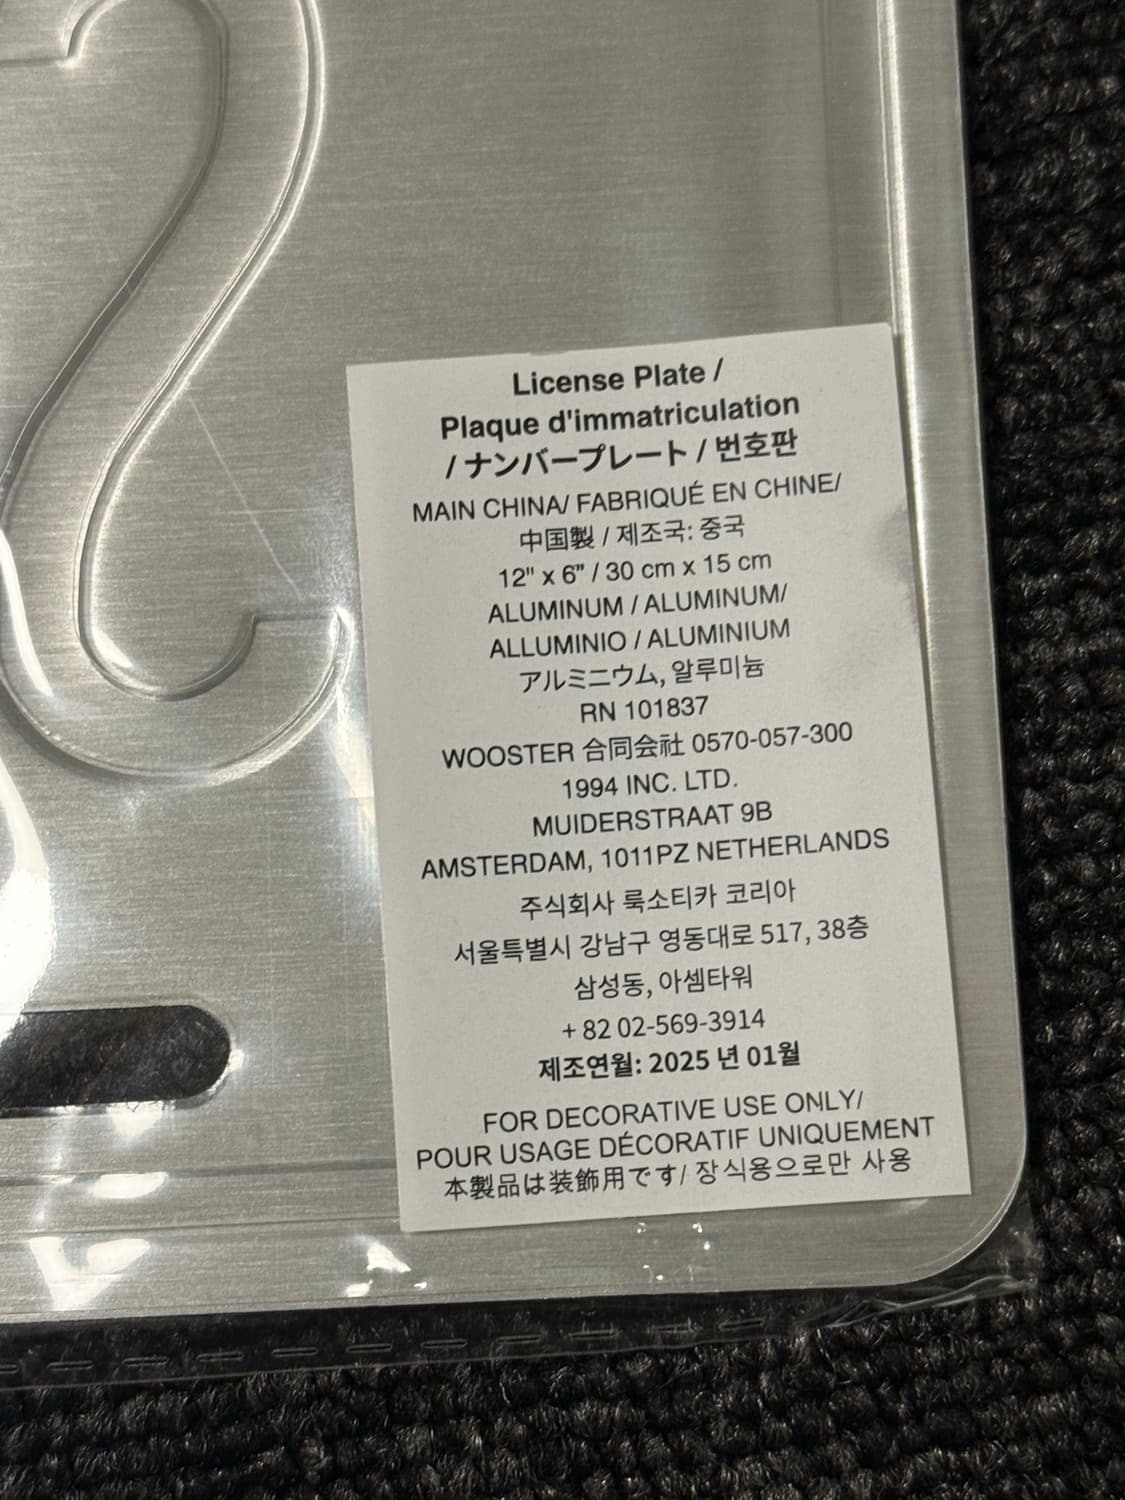 License Plate /
Plaque d'immatriculation
/ ナンバープレート / 번호판
MAIN CHINA/ FABRIQUÉ EN CHINE/
中国製 / 제조국: 중국
12" x 6” / 30 cm x 15 cm
ALUMINUM / ALUMINUM/
ALLUMINIO / ALUMINIUM
アルミニウム, 알루미늄
RN 101837
WOOSTER 合同会社 0570-057-300
1994 INC. LTD.
MUIDERSTRAAT 9B
AMSTERDAM, 1011PZ NETHERLANDS
주식회사 룩소티카 코리아
서울특별시 강남구 영동대로 517, 38층
삼성동, 아셈타워
+ 82 02-569-3914
제조연월: 2025 년 01월
FOR DECORATIVE USE ONLY/
POUR USAGE DÉCORATIF UNIQUEMENT
本製品は装飾用です/ 장식용으로만 사용